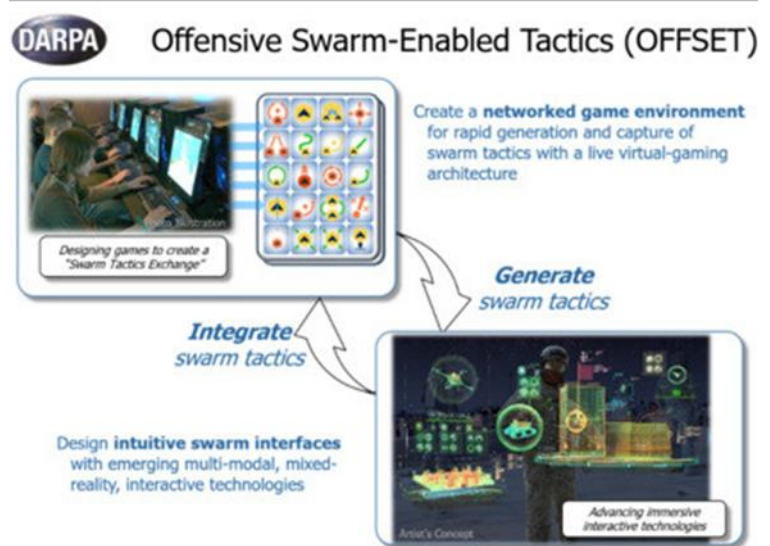 DARPA
Offensive Swarm-Enabled Tactics (OFFSET)
Create a networked game environment
for rapid generation and capture of
swarm tactics with a live virtual-gaming
architecture
Photo Illustration
Designing games to create a
"Swarm Tactics Exchange"
Generate
swarm tactics
Integrate
swarm tactics
Design intuitive swarm interfaces
with emerging multi-modal, mixed-
reality, interactive technologies
Artist's Concept
Advancing immersive
interactive technologies